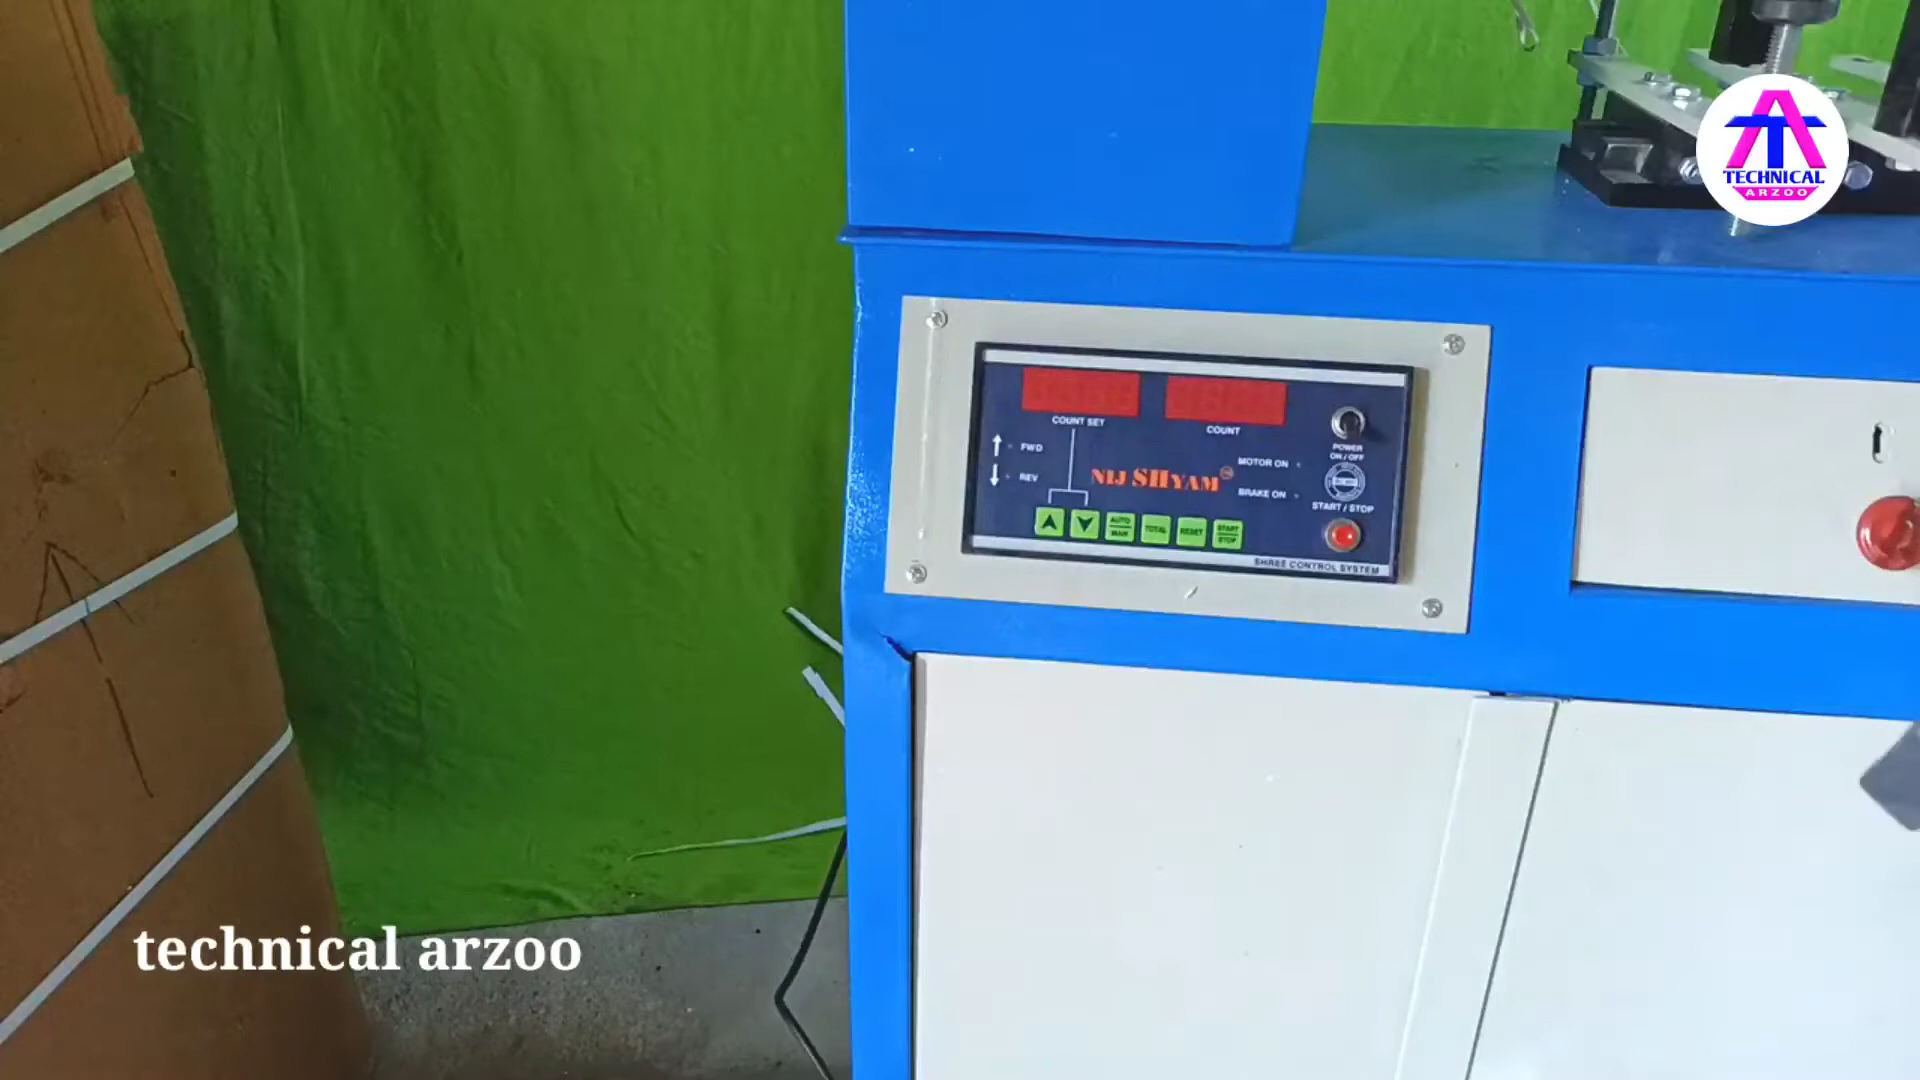 TECHNICAL
ARZOO
COUNT SET
COUNT
FWD
REV
NIJ SHYAM
MOTOR ON
BRAKE ON
POWER
ON / OFF
START / STOP
AUTO
MAN
TOTAL
RESET
START
STOP
SHREE CONTROL SYSTEM
technical arzoo